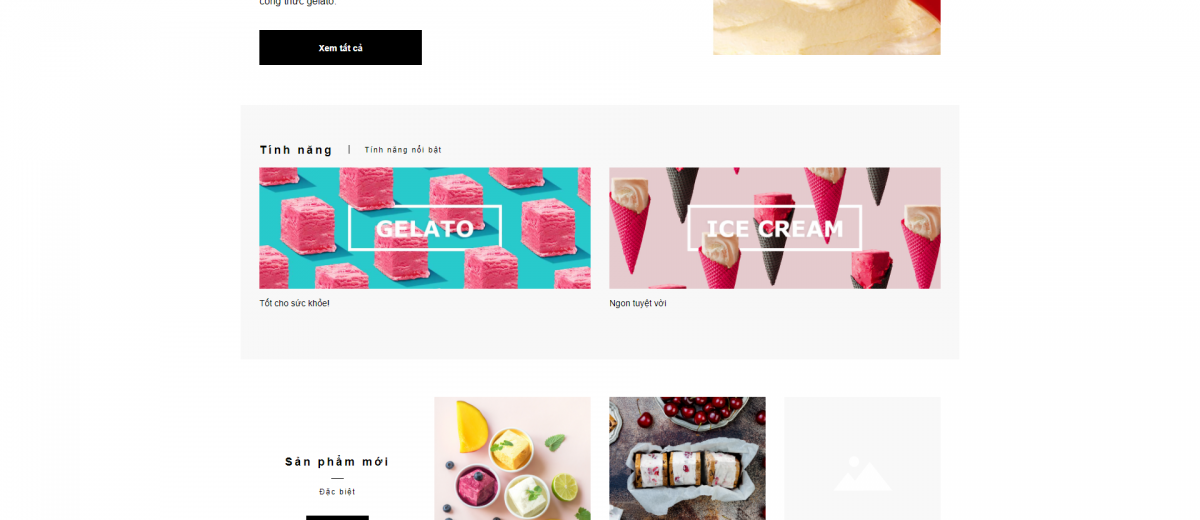 công thức gelato.
Xem tất cả
Tính năng | Tính năng nổi bật
GELATO
ICE CREAM
Tốt cho sức khỏe!
Ngon tuyệt vời
Sản phẩm mới
Đặc biệt